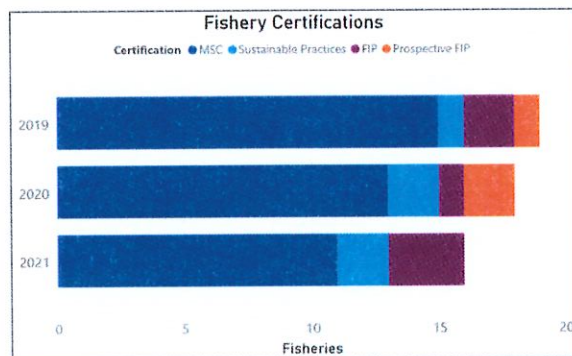 Fishery Certifications
Certification MSC Sustainable Practices FIP Prospective FIP
2019
2020
2021
0 5 10 15 20
Fisheries